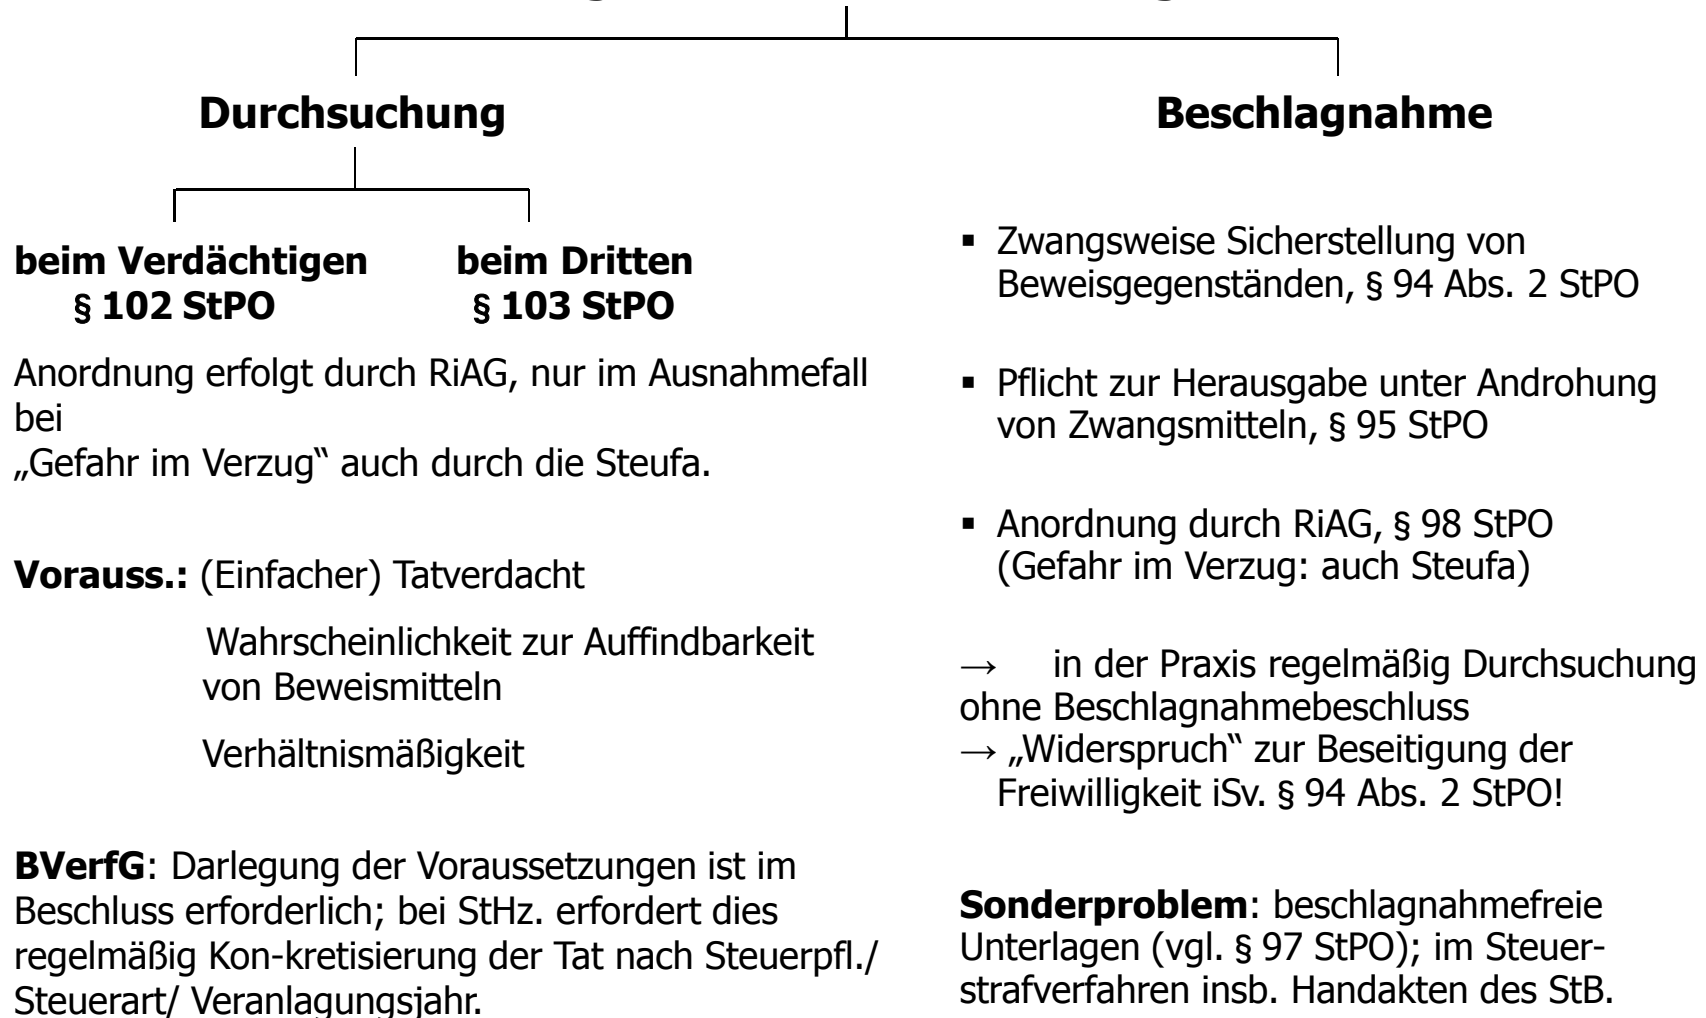 Durchsuchung
beim Verdächtigen
§ 102 StPO
beim Dritten
§ 103 StPO
Anordnung erfolgt durch RiAG, nur im Ausnahmefall
bei
„Gefahr im Verzug“ auch durch die Steufa.
Vorauss.: (Einfacher) Tatverdacht
Wahrscheinlichkeit zur Auffindbarkeit
von Beweismitteln
Verhältnismäßigkeit
BVerfG: Darlegung der Voraussetzungen ist im
Beschluss erforderlich; bei StHz. erfordert dies
regelmäßig Kon-kretisierung der Tat nach Steuerpfl./
Steuerart/ Veranlagungsjahr.
Beschlagnahme
▪ Zwangsweise Sicherstellung von
Beweisgegenständen, § 94 Abs. 2 StPO
▪ Pflicht zur Herausgabe unter Androhung
von Zwangsmitteln, § 95 StPO
▪ Anordnung durch RiAG, § 98 StPO
(Gefahr im Verzug: auch Steufa)
→ in der Praxis regelmäßig Durchsuchung
ohne Beschlagnahmebeschluss
→ „Widerspruch“ zur Beseitigung der
Freiwilligkeit iSv. § 94 Abs. 2 StPO!
Sonderproblem: beschlagnahmefreie
Unterlagen (vgl. § 97 StPO); im Steuer-
strafverfahren insb. Handakten des StB.